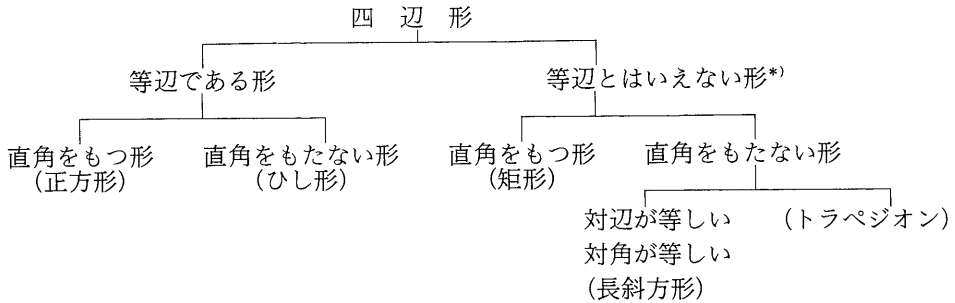 四辺形
等辺である形
等辺とはいえない形*)
直角をもつ形
(正方形)
直角をもたない形
(ひし形)
直角をもつ形
(矩形)
直角をもたない形
対辺が等しい
対角が等しい
(長斜方形)
(トラペジオン)